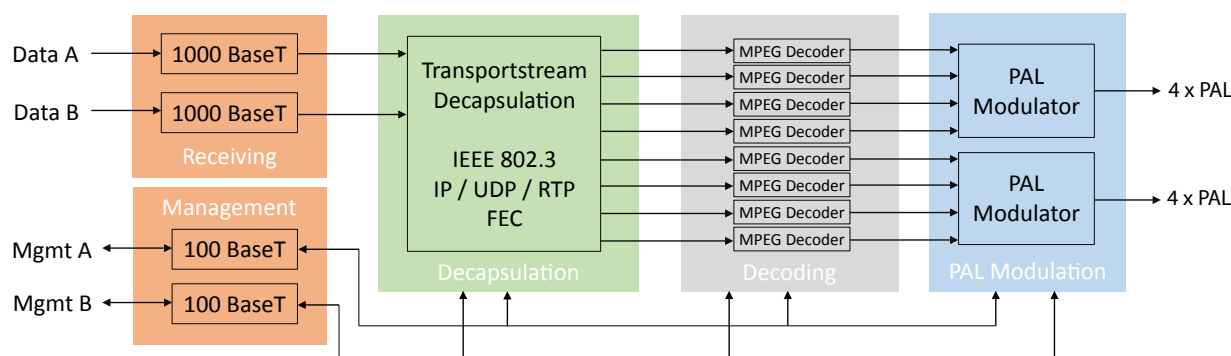 Data A
1000 BaseT
Data B
1000 BaseT
Receiving
Management
Mgmt A
100 BaseT
Mgmt B
100 BaseT
Transportstream
Decapsulation
IEEE 802.3
IP / UDP / RTP
FEC
Decapsulation
MPEG Decoder
MPEG Decoder
MPEG Decoder
MPEG Decoder
MPEG Decoder
MPEG Decoder
MPEG Decoder
MPEG Decoder
Decoding
PAL
Modulator
4 x PAL
PAL
Modulator
4 x PAL
PAL Modulation